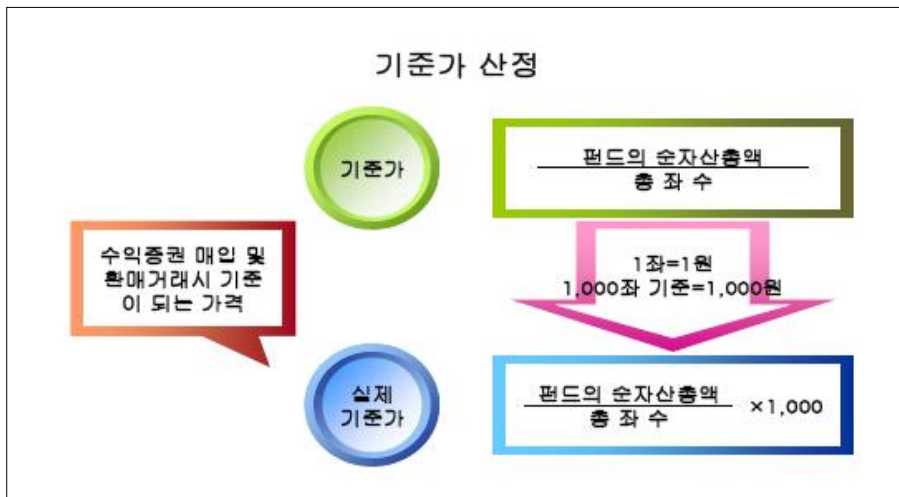 기준가 산정
기준가
펀드의 순자산총액
총 좌 수
수익증권 매입 및
환매거래시 기준
이 되는 가격
1좌=1원
1,000좌 기준=1,000원
실제
기준가
펀드의 순자산총액
총 좌 수
×1,000